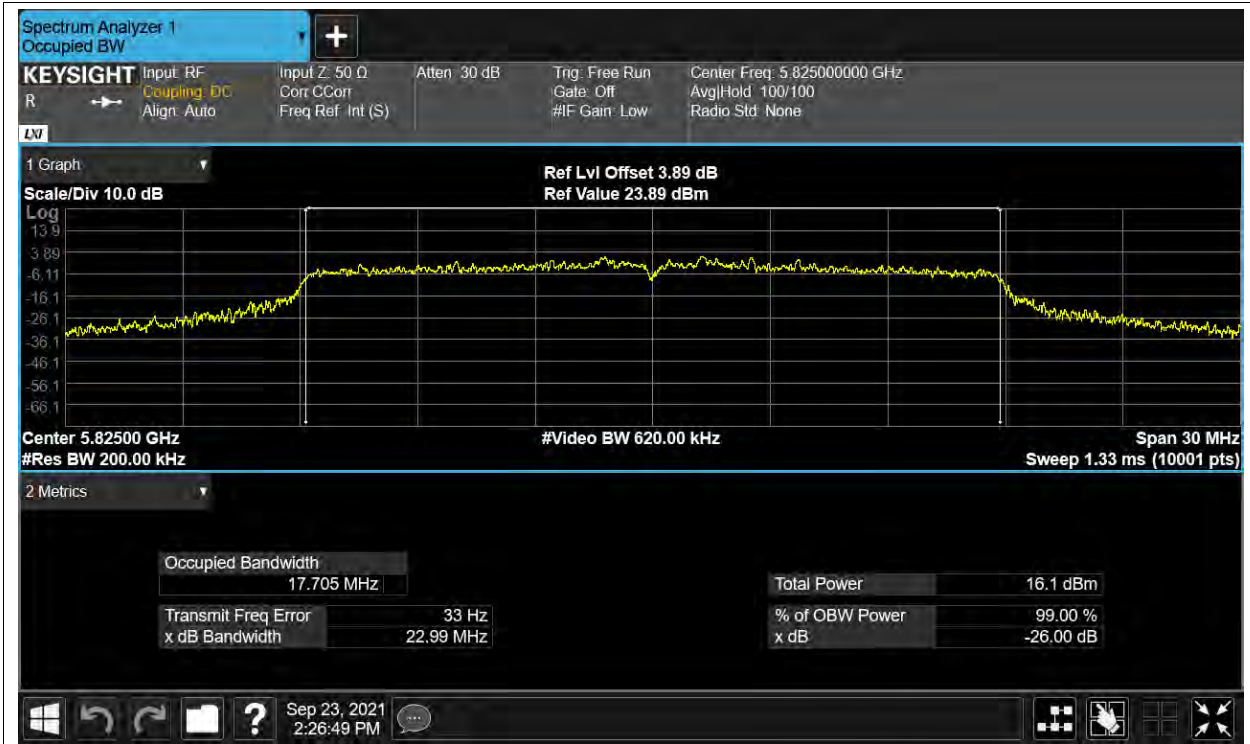 Spectrum Analyzer 1
Occupied BW
KEYSIGHT
R
LXI
Input: RF
Coupling: DC
Align: Auto
Input Z: 50 Ω
Corr CCorr
Freq Ref: Int (S)
Atten: 30 dB
Trig: Free Run
Gate: Off
#IF Gain: Low
Center Freq: 5.825000000 GHz
Avg|Hold: 100/100
Radio Std: None
1 Graph
Scale/Div 10.0 dB
Ref Lvl Offset 3.89 dB
Ref Value 23.89 dBm
Log
13.9
3.89
-6.11
-16.1
-26.1
-36.1
-46.1
-56.1
-66.1
Center 5.82500 GHz
#Video BW 620.00 kHz
Span 30 MHz
#Res BW 200.00 kHz
Sweep 1.33 ms (10001 pts)
2 Metrics
Occupied Bandwidth
17.705 MHz
Total Power 16.1 dBm
Transmit Freq Error 33 Hz
% of OBW Power 99.00 %
x dB Bandwidth 22.99 MHz
x dB -26.00 dB
?
Sep 23, 2021
2:26:49 PM